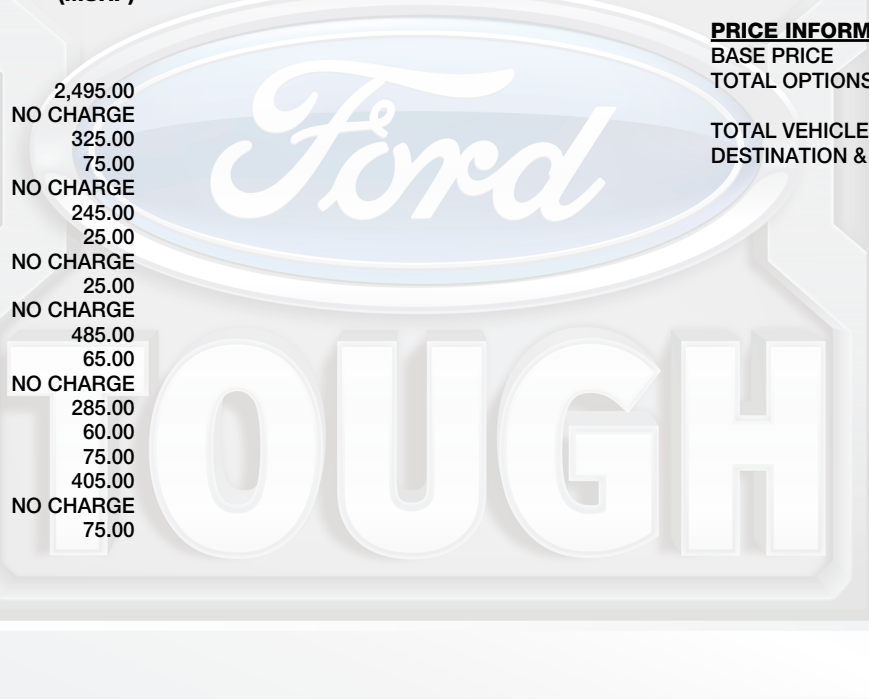 PRICE INFORM
BASE PRICE
TOTAL OPTIONS
TOTAL VEHICLE
DESTINATION &
2,495.00
NO CHARGE
325.00
75.00
NO CHARGE
245.00
25.00
NO CHARGE
25.00
NO CHARGE
485.00
65.00
NO CHARGE
285.00
60.00
75.00
405.00
NO CHARGE
75.00
Ford
TOUGH